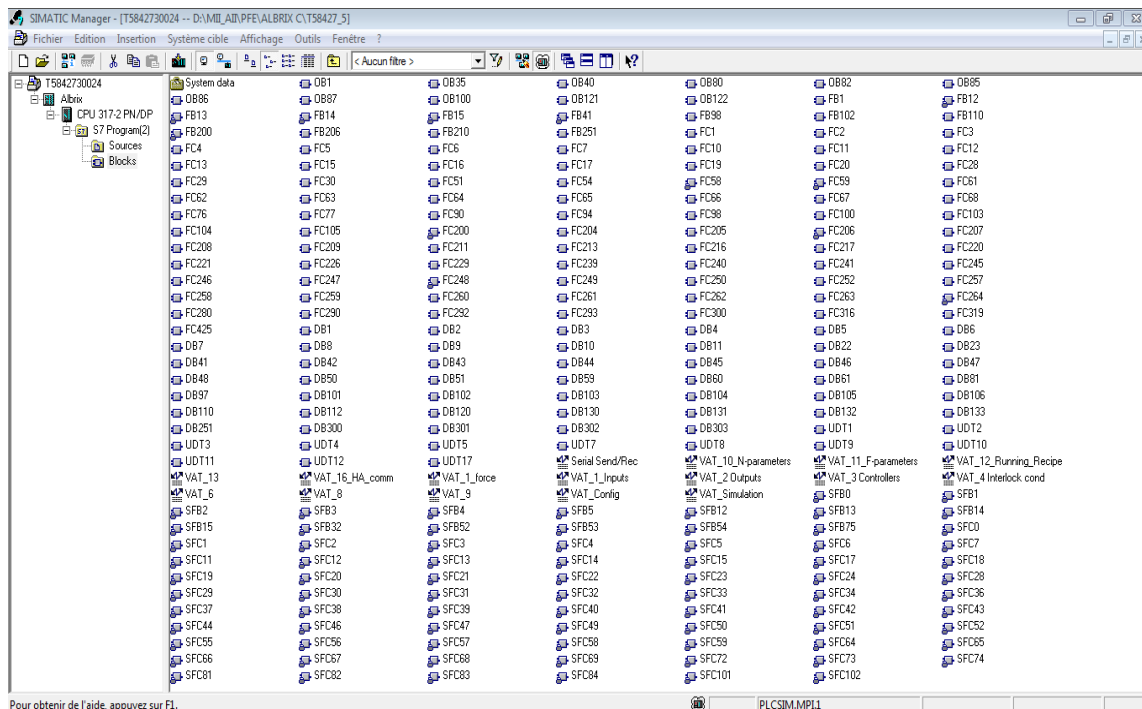 SIMATIC Manager - [T5842730024 -- D:\MII_AII\PFE\ALBRIX C\T58427_5]
Fichier Edition Insertion Système cible Affichage Outils Fenêtre ?
< Aucun filtre >
T5842730024
Albrix
CPU 317-2 PN/DP
S7 Program(2)
Sources
Blocks
System data OB1 OB35 OB40 OB80 OB82 OB85
OB86 OB87 OB100 OB121 OB122 FB1 FB12
FB13 FB14 FB15 FB41 FB98 FB102 FB110
FB200 FB206 FB210 FB251 FC1 FC2 FC3
FC4 FC5 FC6 FC7 FC10 FC11 FC12
FC13 FC15 FC16 FC17 FC19 FC20 FC28
FC29 FC30 FC51 FC54 FC58 FC59 FC61
FC62 FC63 FC64 FC65 FC66 FC67 FC68
FC76 FC77 FC90 FC94 FC98 FC100 FC103
FC104 FC105 FC200 FC204 FC205 FC206 FC207
FC208 FC209 FC211 FC213 FC216 FC217 FC220
FC221 FC226 FC229 FC239 FC240 FC241 FC245
FC246 FC247 FC248 FC249 FC250 FC252 FC257
FC258 FC259 FC260 FC261 FC262 FC263 FC264
FC280 FC290 FC292 FC293 FC300 FC316 FC319
FC425 DB1 DB2 DB3 DB4 DB5 DB6
DB7 DB8 DB9 DB10 DB11 DB22 DB23
DB41 DB42 DB43 DB44 DB45 DB46 DB47
DB48 DB50 DB51 DB59 DB60 DB61 DB81
DB97 DB101 DB102 DB103 DB104 DB105 DB106
DB110 DB112 DB120 DB130 DB131 DB132 DB133
DB251 DB300 DB301 DB302 DB303 UDT1 UDT2
UDT3 UDT4 UDT5 UDT7 UDT8 UDT9 UDT10
UDT11 UDT12 UDT17 Serial Send/Rec VAT_10_N-parameters VAT_11_F-parameters VAT_12_Running_Recipe
VAT_13 VAT_16_HA_comm VAT_1_force VAT_1_Inputs VAT_2 Outputs VAT_3 Controllers VAT_4 Interlock cond
VAT_6 VAT_8 VAT_9 VAT_Config VAT_Simulation SFB0 SFB1
SFB2 SFB3 SFB4 SFB5 SFB12 SFB13 SFB14
SFB15 SFB32 SFB52 SFB53 SFB54 SFB75 SFC0
SFC1 SFC2 SFC3 SFC4 SFC5 SFC6 SFC7
SFC11 SFC12 SFC13 SFC14 SFC15 SFC17 SFC18
SFC19 SFC20 SFC21 SFC22 SFC23 SFC24 SFC28
SFC29 SFC30 SFC31 SFC32 SFC33 SFC34 SFC36
SFC37 SFC38 SFC39 SFC40 SFC41 SFC42 SFC43
SFC44 SFC46 SFC47 SFC49 SFC50 SFC51 SFC52
SFC55 SFC56 SFC57 SFC58 SFC59 SFC64 SFC65
SFC66 SFC67 SFC68 SFC69 SFC72 SFC73 SFC74
SFC81 SFC82 SFC83 SFC84 SFC101 SFC102
Pour obtenir de l'aide, appuyez sur F1. PLCSIM.MPI.1